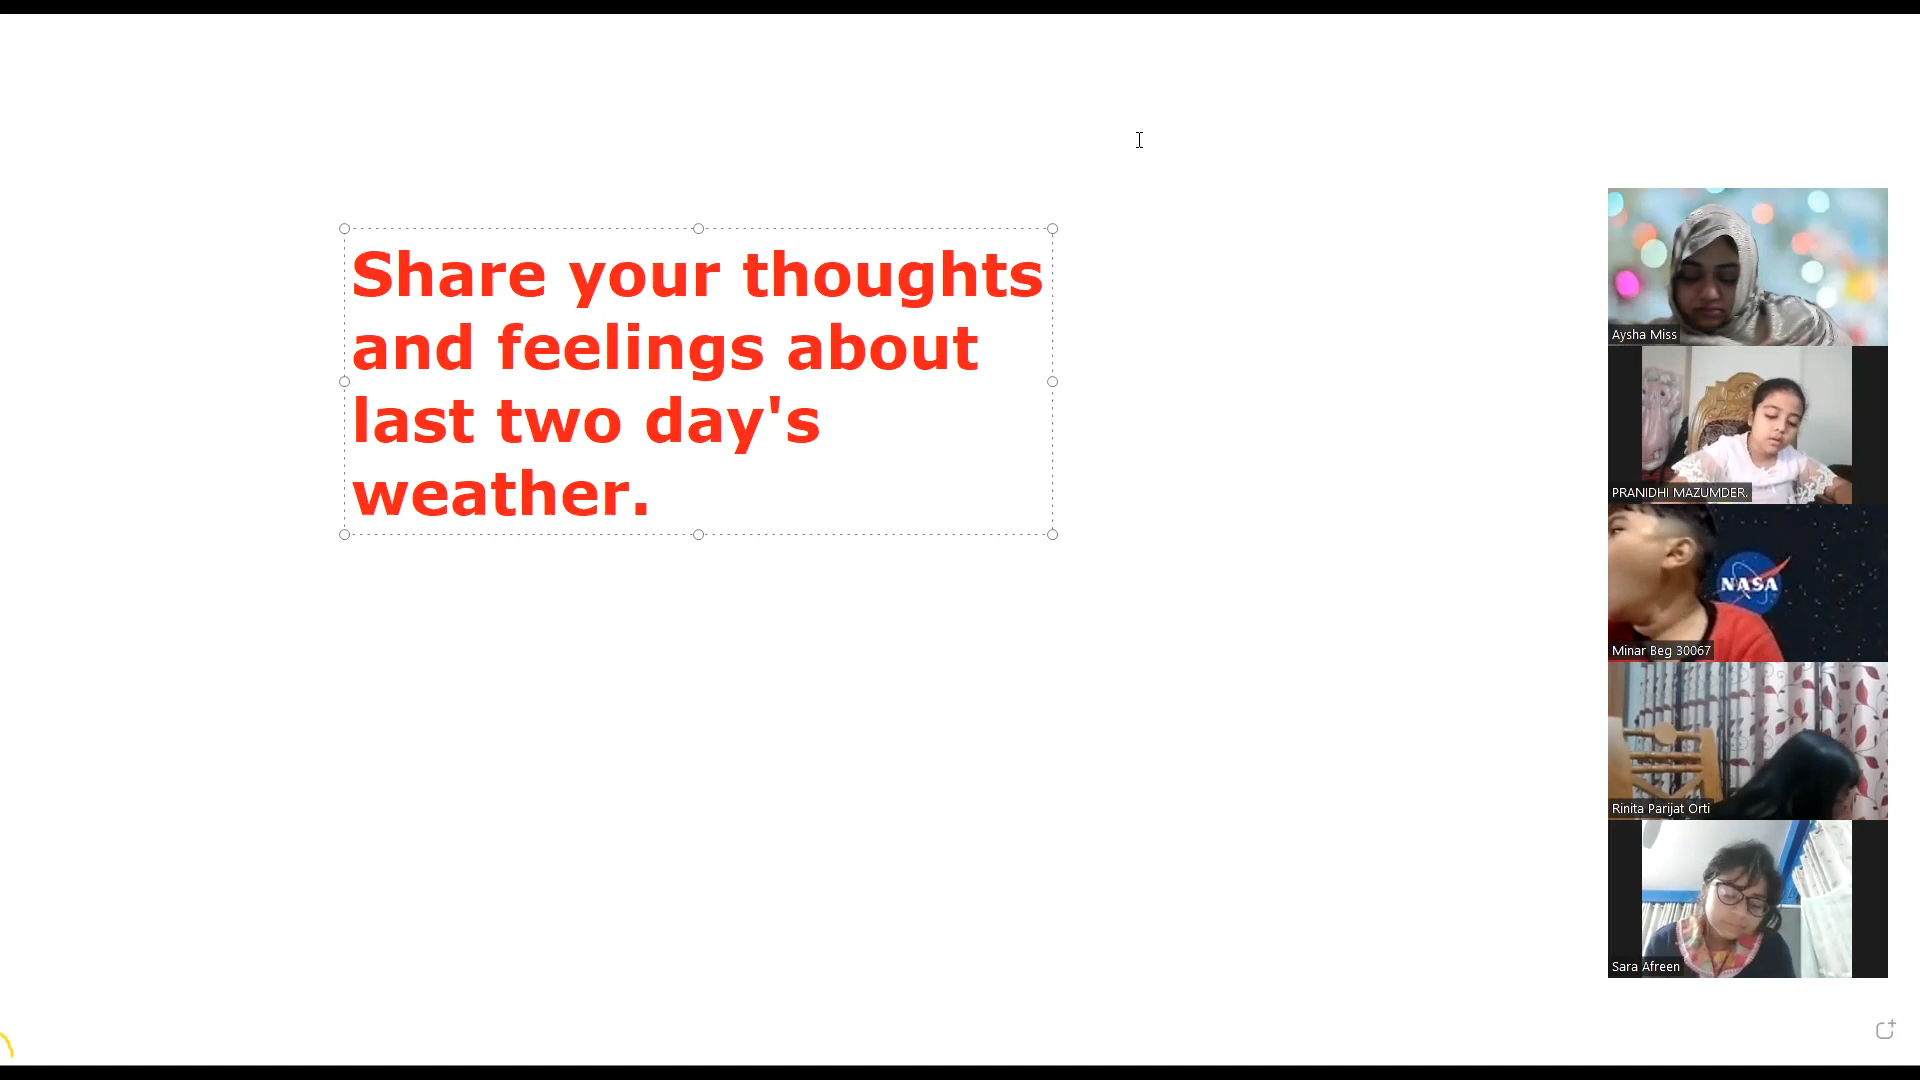 Share your thoughts
and feelings about
last two day's
weather.
Aysha Miss
PRANIDHI MAZUMDER.
NASA
Minar Beg 30067
Rinita Parijat Orti
Sara Afreen